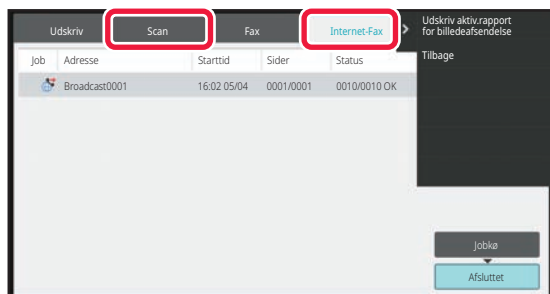 Udskriv Scan Fax Internet-Fax
Udskriv aktiv.rapport
for billedeafsendelse
Tilbage
Job Adresse Starttid Sider Status
Broadcast0001 16:02 05/04 0001/0001 0010/0010 OK
Jobkø
Afsluttet